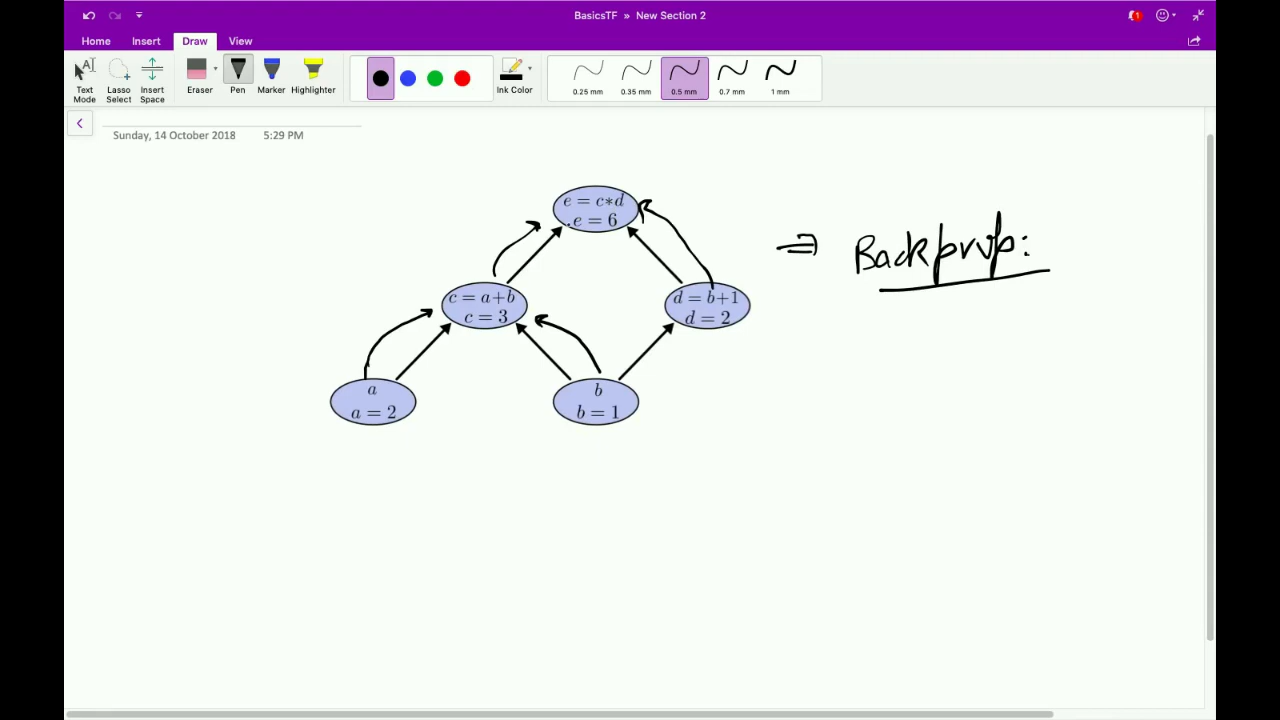 BasicsTF » New Section 2
1
Home Insert Draw View
Text Mode
Lasso Select
Insert Space
Eraser
Pen
Marker
Highlighter
Ink Color
0.25 mm
0.35 mm
0.5 mm
0.7 mm
1 mm
Sunday, 14 October 2018 5:29 PM
e = c*d
.e = 6
⇒ Backprop:
c = a+b
c = 3
d = b+1
d = 2
a
a = 2
b
b = 1